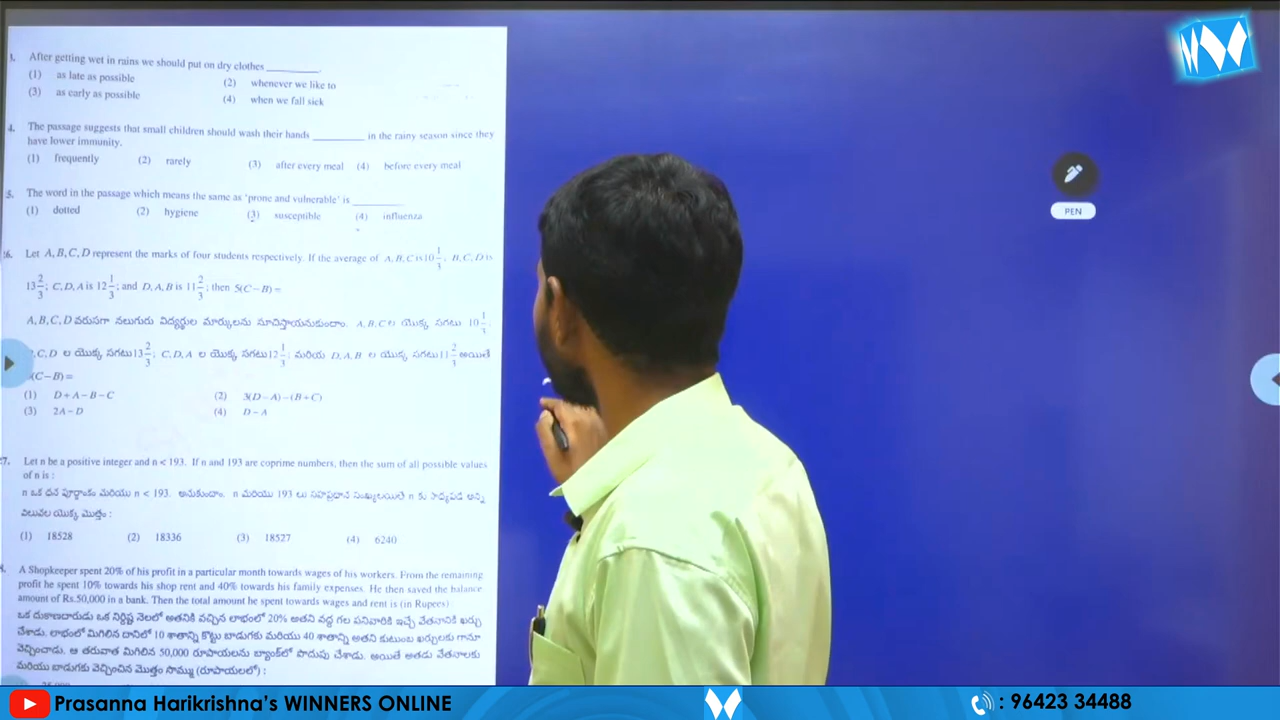 3. After getting wet in rains we should put on dry clothes ________.
(1) as late as possible (2) whenever we like to
(3) as early as possible (4) when we fall sick
4. The passage suggests that small children should wash their hands ________ in the rainy season since they
have lower immunity.
(1) frequently (2) rarely (3) after every meal (4) before every meal
5. The word in the passage which means the same as 'prone and vulnerable' is ________
(1) dotted (2) hygiene (3) susceptible (4) influenza
26. Let A, B, C, D represent the marks of four students respectively. If the average of A, B, C is 10 1/3, B, C, D is
13 2/3; C, D, A is 12 1/3; and D, A, B is 11 2/3; then 5(C−B)=
A, B, C, D వరుసగా నలుగురు విద్యార్థుల మార్కులను సూచిస్తాయనుకుందాం. A, B, C ల యొక్క సగటు 10 1/3,
B, C, D ల యొక్క సగటు 13 2/3; C, D, A ల యొక్క సగటు 12 1/3; మరియు D, A, B ల యొక్క సగటు 11 2/3 అయితే
(C−B)=
(1) D+A−B−C (2) 3(D−A)−(B+C)
(3) 2A−D (4) D−A
27. Let n be a positive integer and n < 193. If n and 193 are coprime numbers, then the sum of all possible values
of n is :
n ఒక ధన పూర్ణాంకం మరియు n < 193. అనుకుందాం. n మరియు 193 లు సహప్రధాన సంఖ్యలయితే n కు సాధ్యపడే అన్ని
విలువల యొక్క మొత్తం :
(1) 18528 (2) 18336 (3) 18527 (4) 6240
A Shopkeeper spent 20% of his profit in a particular month towards wages of his workers. From the remaining
profit he spent 10% towards his shop rent and 40% towards his family expenses. He then saved the balance
amount of Rs.50,000 in a bank. Then the total amount he spent towards wages and rent is (in Rupees)
ఒక దుకాణదారుడు ఒక నిర్దిష్ట నెలలో అతనికి వచ్చిన లాభంలో 20% అతని వద్ద గల పనివారికి ఇచ్చే వేతనానికి ఖర్చు
చేశాడు. లాభంలో మిగిలిన దానిలో 10 శాతాన్ని కొట్టు బాడుగకు మరియు 40 శాతాన్ని అతని కుటుంబ ఖర్చులకు గానూ
వెచ్చించాడు. ఆ తరువాత మిగిలిన 50,000 రూపాయలను బ్యాంక్‌లో పొదుపు చేశాడు. అయితే అతడు వేతనాలకు
మరియు బాడుగకు వెచ్చించిన మొత్తం సొమ్ము (రూపాయలలో) :
PEN
Prasanna Harikrishna's WINNERS ONLINE
: 96423 34488